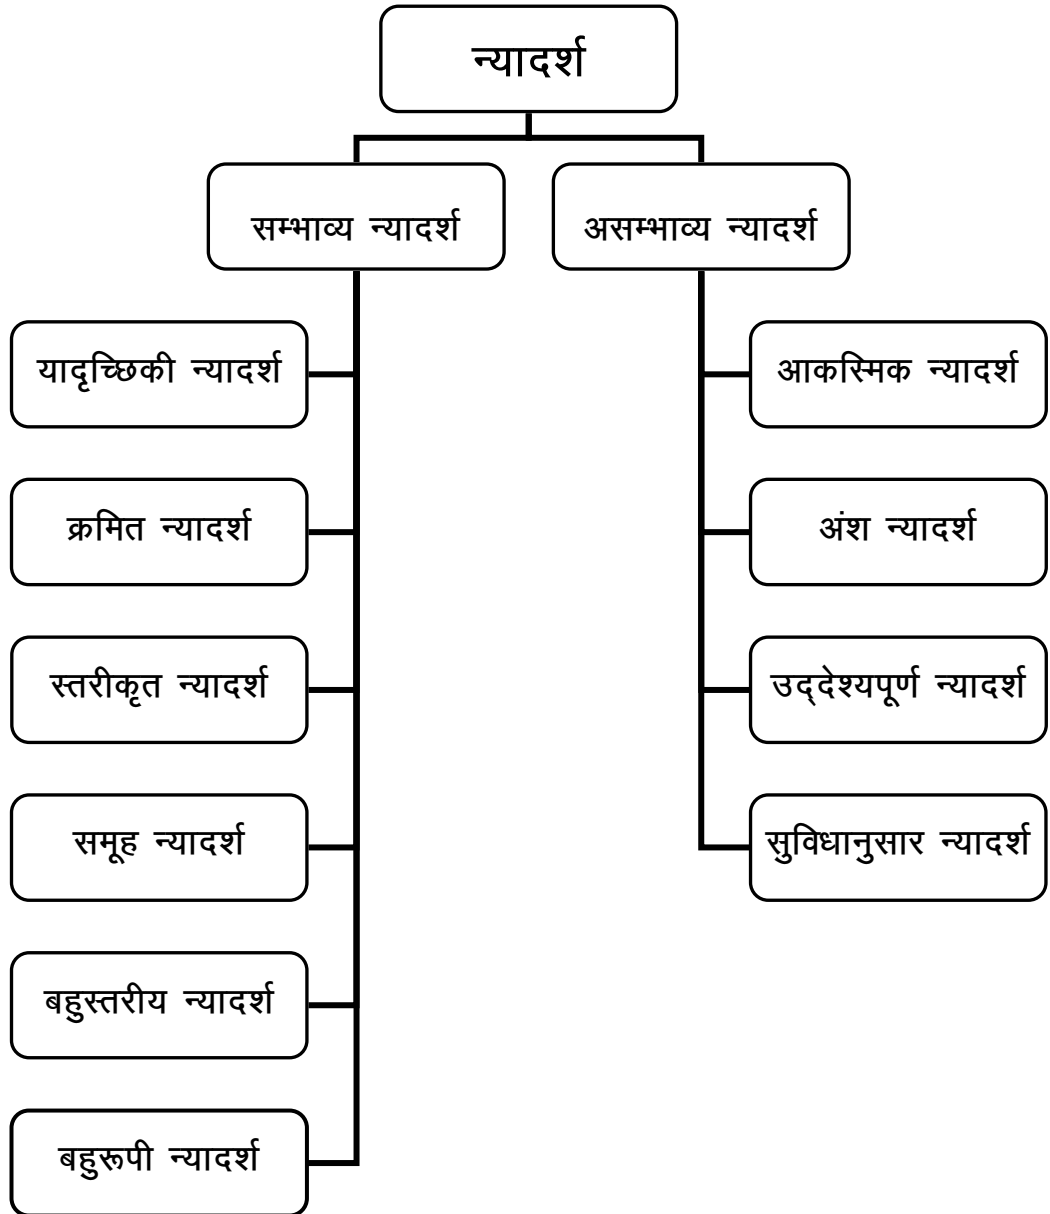 न्यादर्श
सम्भाव्य न्यादर्श
असम्भाव्य न्यादर्श
यादृच्छिकी न्यादर्श
क्रमित न्यादर्श
स्तरीकृत न्यादर्श
समूह न्यादर्श
बहुस्तरीय न्यादर्श
बहुरूपी न्यादर्श
आकस्मिक न्यादर्श
अंश न्यादर्श
उद्देश्यपूर्ण न्यादर्श
सुविधानुसार न्यादर्श